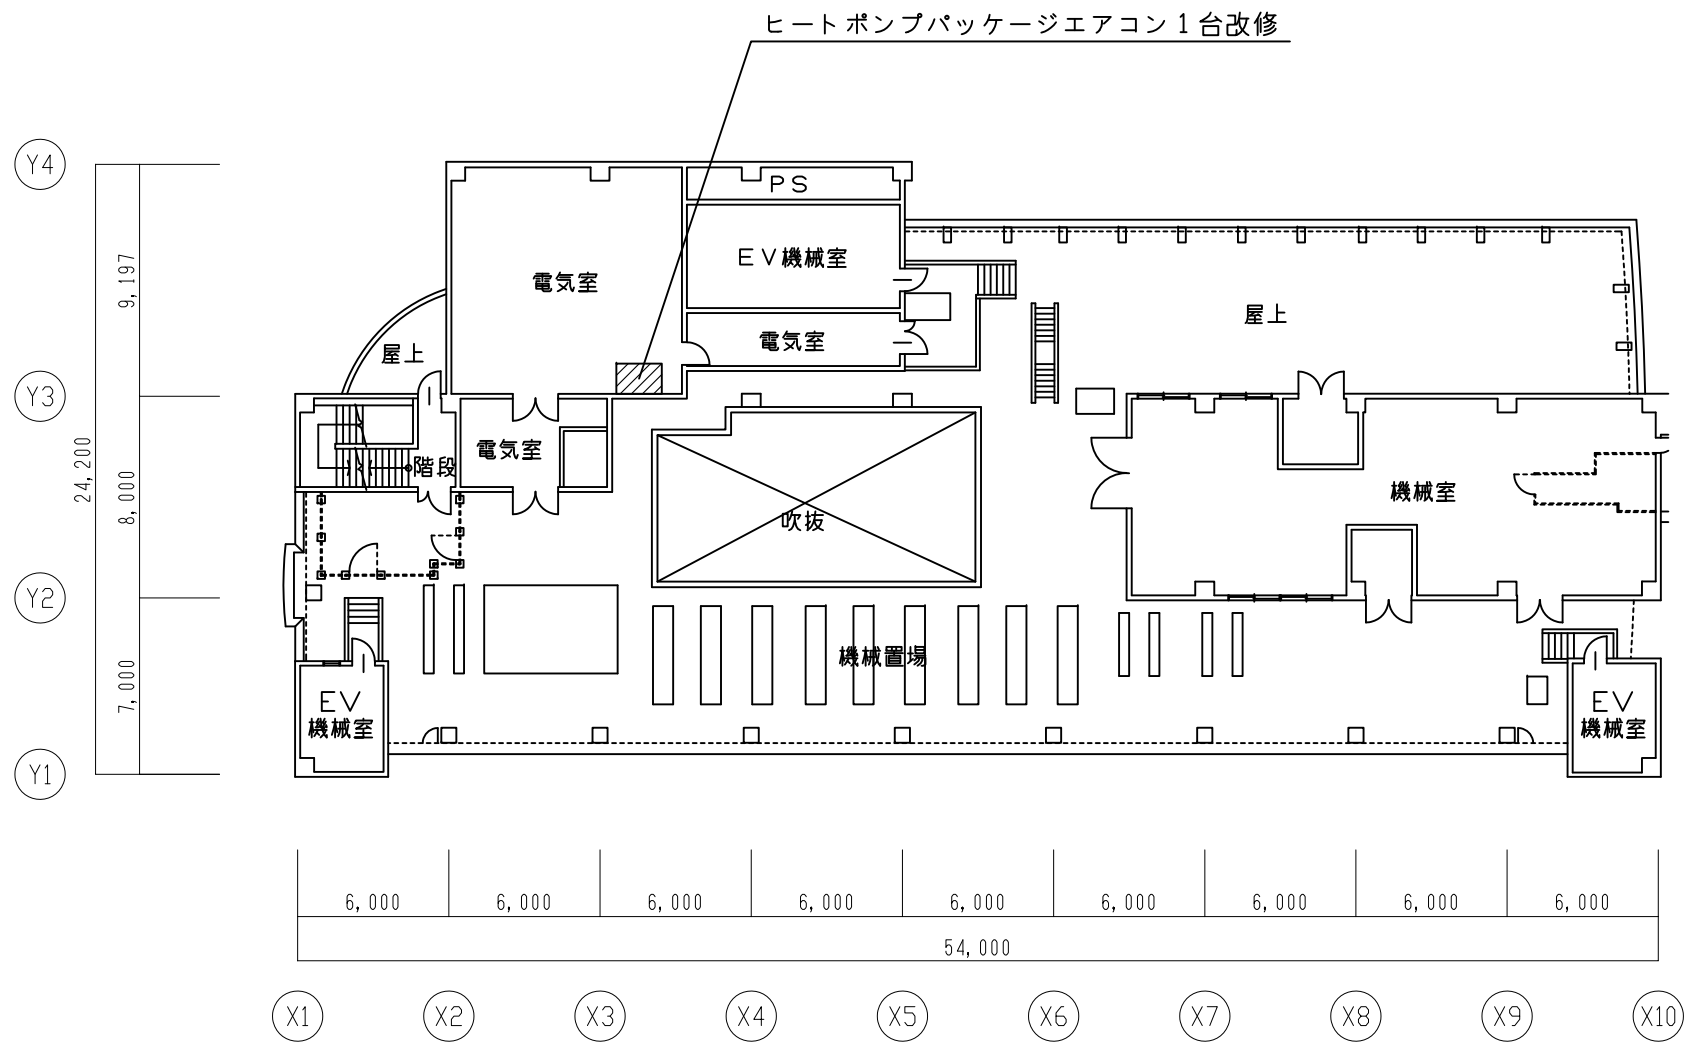 ヒートポンプパッケージエアコン1台改修
Y4
PS
EV機械室
9,197
電気室
屋上
電気室
屋上
Y3
24,200
8,000
電気室
階段
機械室
吹抜
Y2
7,000
機械置場
EV
機械室
EV
機械室
Y1
6,000 6,000 6,000 6,000 6,000 6,000 6,000 6,000 6,000
54,000
X1 X2 X3 X4 X5 X6 X7 X8 X9 X10